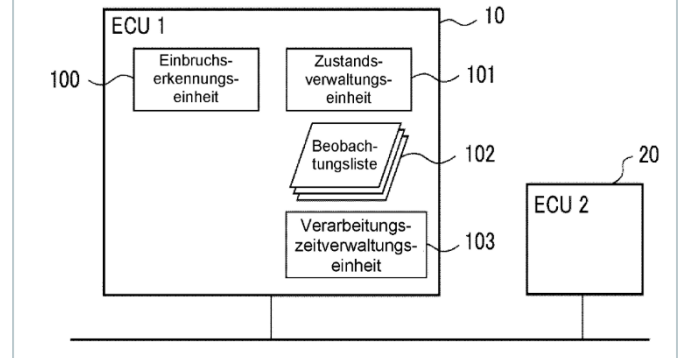 ECU 1
10
100
Einbruchs-
erkennungs-
einheit
Zustands-
verwaltungs-
einheit
101
Beobach-
tungsliste
102
Verarbeitungs-
zeitverwaltungs-
einheit
103
20
ECU 2